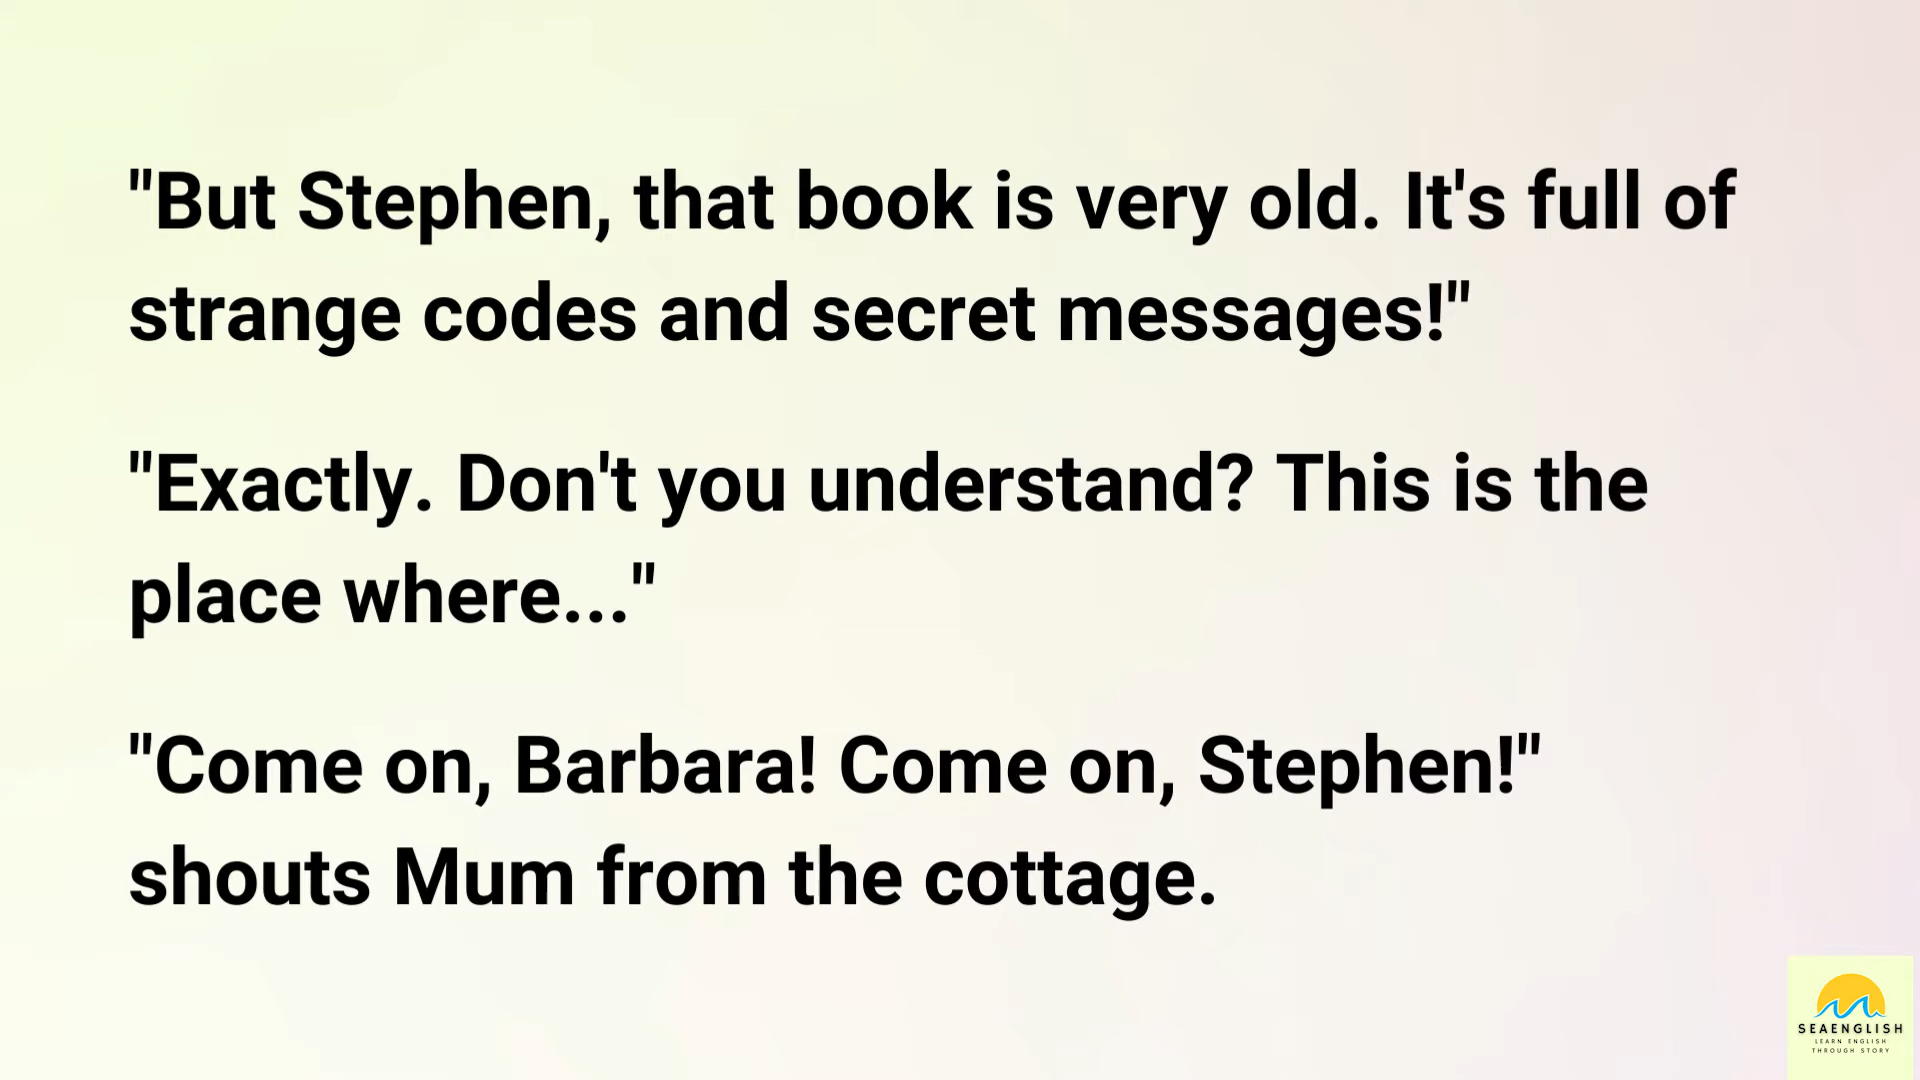 "But Stephen, that book is very old. It's full of
strange codes and secret messages!"
"Exactly. Don't you understand? This is the
place where..."
"Come on, Barbara! Come on, Stephen!"
shouts Mum from the cottage.
SEAENGLISH
LEARN ENGLISH
THROUGH STORY